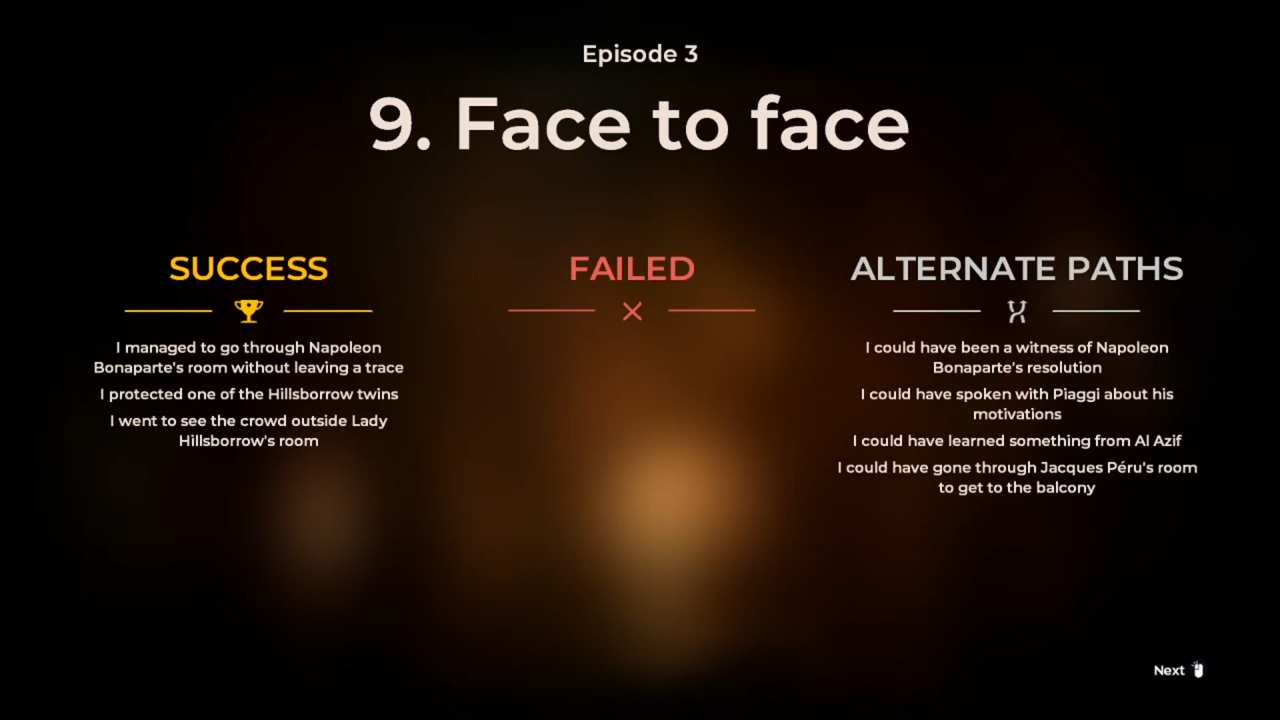 Episode 3
9. Face to face
SUCCESS
I managed to go through Napoleon
Bonaparte's room without leaving a trace
I protected one of the Hillsborrow twins
I went to see the crowd outside Lady
Hillsborrow's room
FAILED
ALTERNATE PATHS
I could have been a witness of Napoleon
Bonaparte's resolution
I could have spoken with Piaggi about his
motivations
I could have learned something from Al Azif
I could have gone through Jacques Péru's room
to get to the balcony
Next